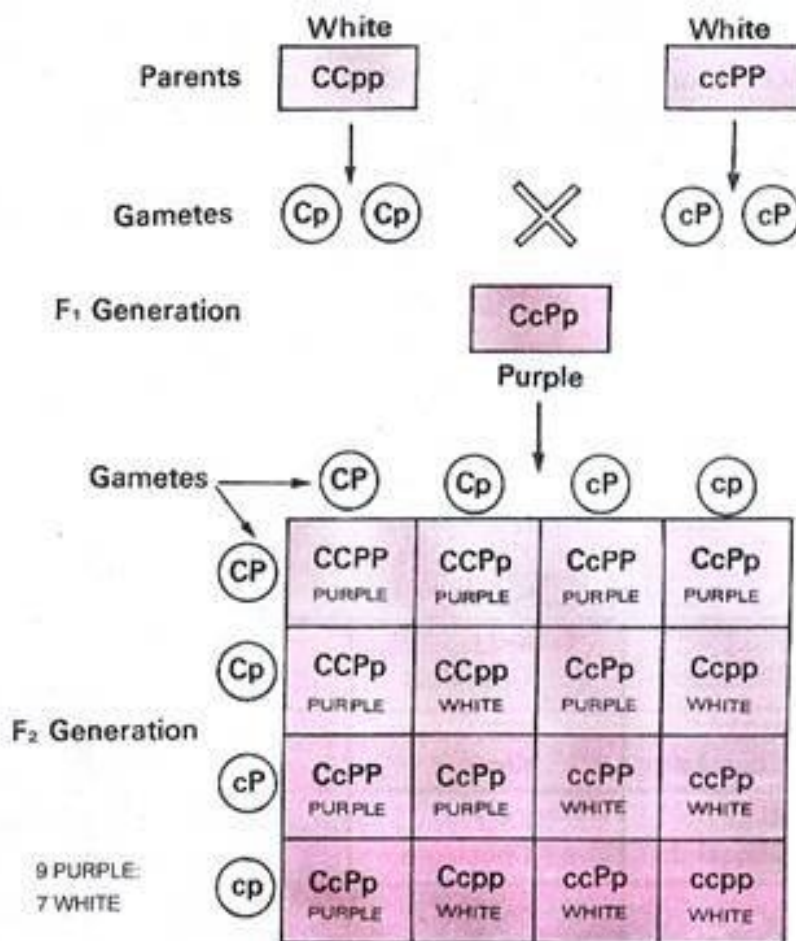 White White
Parents CCpp ccPP
Gametes Cp Cp cP cP
F₁ Generation CcPp
Purple
Gametes CP Cp cP cp
CP CCPP CCPp CcPP CcPp
PURPLE PURPLE PURPLE PURPLE
Cp CCPp CCpp CcPp Ccpp
PURPLE WHITE PURPLE WHITE
F₂ Generation
cP CcPP CcPp ccPP ccPp
PURPLE PURPLE WHITE WHITE
9 PURPLE:
7 WHITE
cp CcPp Ccpp ccPp ccpp
PURPLE WHITE WHITE WHITE